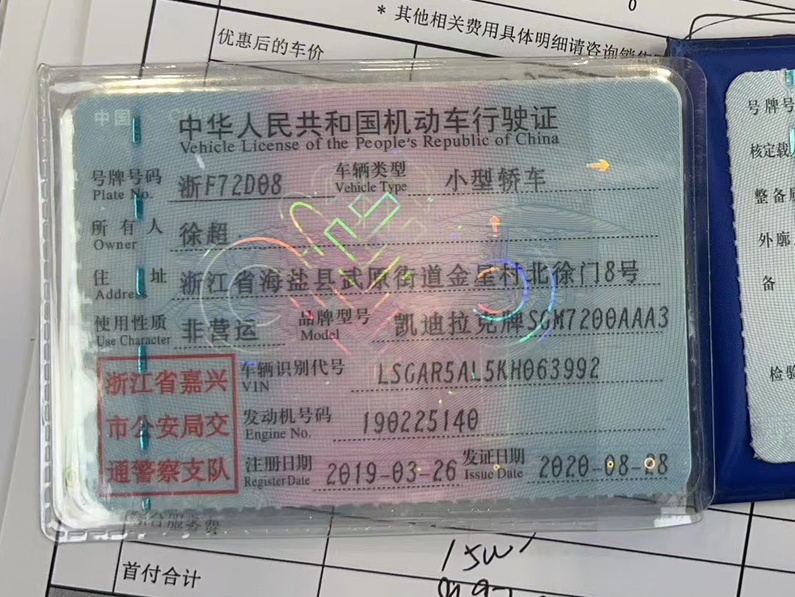 0
* 其他相关费用具体明细请咨询销售
优惠后的车价
中国
中华人民共和国机动车行驶证
Vehicle License of the People's Republic of China
号牌号码 浙F72D08 车辆类型 小型轿车
Plate No. Vehicle Type
所有人 徐超
Owner
住址 浙江省海盐县武原街道金星村北徐门8号
Address
使用性质 非营运 品牌型号 凯迪拉克牌SGM7200AAA3
Use Character Model
浙江省嘉兴
市公安局交
通警察支队
车辆识别代号 LSGAR5AL5KH063992
VIN
发动机号码 190225140
Engine No.
注册日期 2019-03-26 发证日期 2020-08-08
Register Date Issue Date
号牌号
核定载
整备质
外廓
备
检验
首付合计
15W